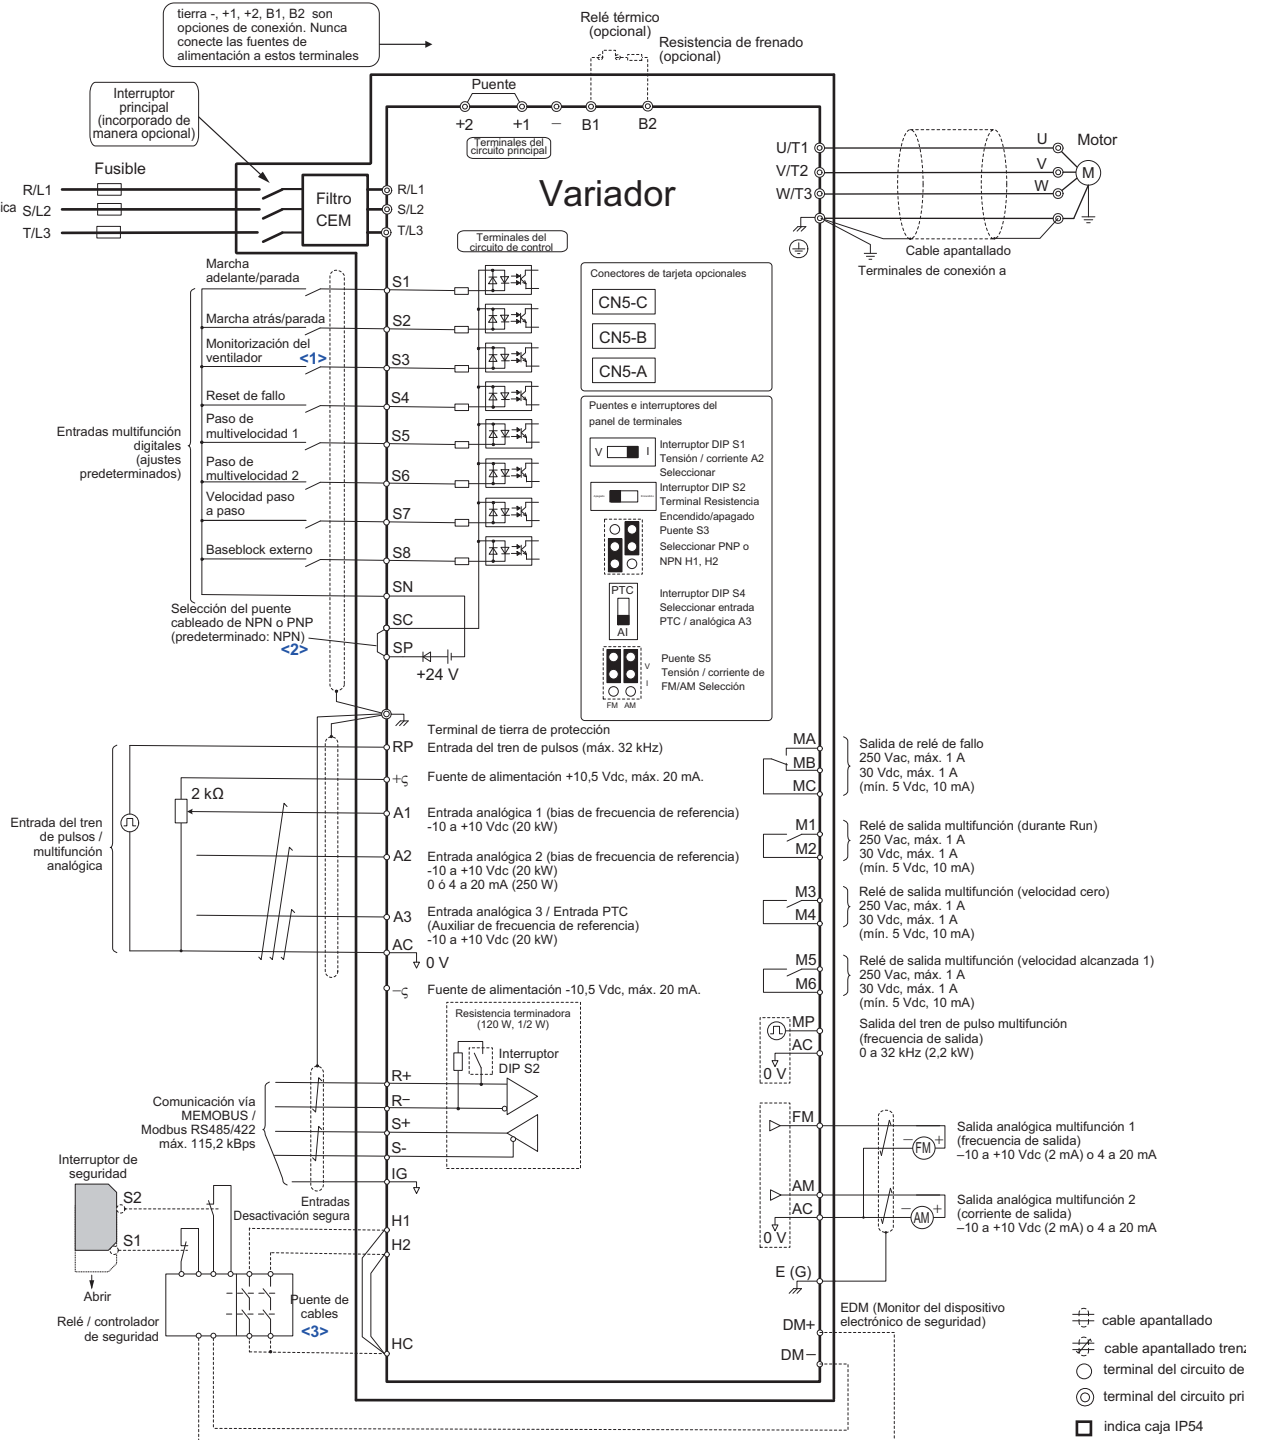 tierra -, +1, +2, B1, B2 son
opciones de conexión. Nunca
conecte las fuentes de
alimentación a estos terminales
Relé térmico
(opcional)
Resistencia de frenado
(opcional)
Interruptor
principal
(incorporado de
manera opcional)
Puente
+2
+1
−
B1
B2
Terminales del
circuito principal
Fusible
R/L1
ica S/L2
T/L3
Filtro
CEM
R/L1
S/L2
T/L3
Variador
U/T1
V/T2
W/T3
U
V
W
Motor
M
Cable apantallado
Terminales de conexión a
Terminales del
circuito de control
Marcha
adelante/parada
S1
Marcha atrás/parada
S2
Monitorización del
ventilador <1>
S3
Reset de fallo
S4
Paso de
multivelocidad 1
S5
Paso de
multivelocidad 2
S6
Velocidad paso
a paso
S7
Baseblock externo
S8
Entradas multifunción
digitales
(ajustes
predeterminados)
SN
SC
SP
+24 V
Selección del puente
cableado de NPN o PNP
(predeterminado: NPN)
<2>
Conectores de tarjeta opcionales
CN5-C
CN5-B
CN5-A
Puentes e interruptores del
panel de terminales
V I
Interruptor DIP S1
Tensión / corriente A2
Seleccionar
Interruptor DIP S2
Terminal Resistencia
Encendido/apagado
Puente S3
Seleccionar PNP o
NPN H1, H2
PTC
AI
Interruptor DIP S4
Seleccionar entrada
PTC / analógica A3
V
I
FM AM
Puente S5
Tensión / corriente de
FM/AM Selección
Terminal de tierra de protección
RP
Entrada del tren de pulsos (máx. 32 kHz)
+ς
Fuente de alimentación +10,5 Vdc, máx. 20 mA.
2 kΩ
A1
Entrada analógica 1 (bias de frecuencia de referencia)
-10 a +10 Vdc (20 kW)
A2
Entrada analógica 2 (bias de frecuencia de referencia)
-10 a +10 Vdc (20 kW)
0 ó 4 a 20 mA (250 W)
A3
Entrada analógica 3 / Entrada PTC
(Auxiliar de frecuencia de referencia)
-10 a +10 Vdc (20 kW)
AC
0 V
−ς
Fuente de alimentación -10,5 Vdc, máx. 20 mA.
Entrada del tren
de pulsos /
multifunción
analógica
MA
MB
MC
Salida de relé de fallo
250 Vac, máx. 1 A
30 Vdc, máx. 1 A
(mín. 5 Vdc, 10 mA)
M1
M2
Relé de salida multifunción (durante Run)
250 Vac, máx. 1 A
30 Vdc, máx. 1 A
(mín. 5 Vdc, 10 mA)
M3
M4
Relé de salida multifunción (velocidad cero)
250 Vac, máx. 1 A
30 Vdc, máx. 1 A
(mín. 5 Vdc, 10 mA)
M5
M6
Relé de salida multifunción (velocidad alcanzada 1)
250 Vac, máx. 1 A
30 Vdc, máx. 1 A
(mín. 5 Vdc, 10 mA)
MP
AC
0 V
Salida del tren de pulso multifunción
(frecuencia de salida)
0 a 32 kHz (2,2 kW)
Resistencia terminadora
(120 W, 1/2 W)
Interruptor
DIP S2
R+
R−
S+
S-
IG
Comunicación vía
MEMOBUS /
Modbus RS485/422
máx. 115,2 kBps
FM
− FM +
Salida analógica multifunción 1
(frecuencia de salida)
–10 a +10 Vdc (2 mA) o 4 a 20 mA
AM
AC
0 V
− AM +
Salida analógica multifunción 2
(corriente de salida)
–10 a +10 Vdc (2 mA) o 4 a 20 mA
E (G)
Interruptor de
seguridad
S2
S1
Abrir
Relé / controlador
de seguridad
Entradas
Desactivación segura
H1
H2
HC
Puente de
cables
<3>
EDM (Monitor del dispositivo
electrónico de seguridad)
DM+
DM−
cable apantallado
cable apantallado tren
terminal del circuito de
terminal del circuito pri
indica caja IP54